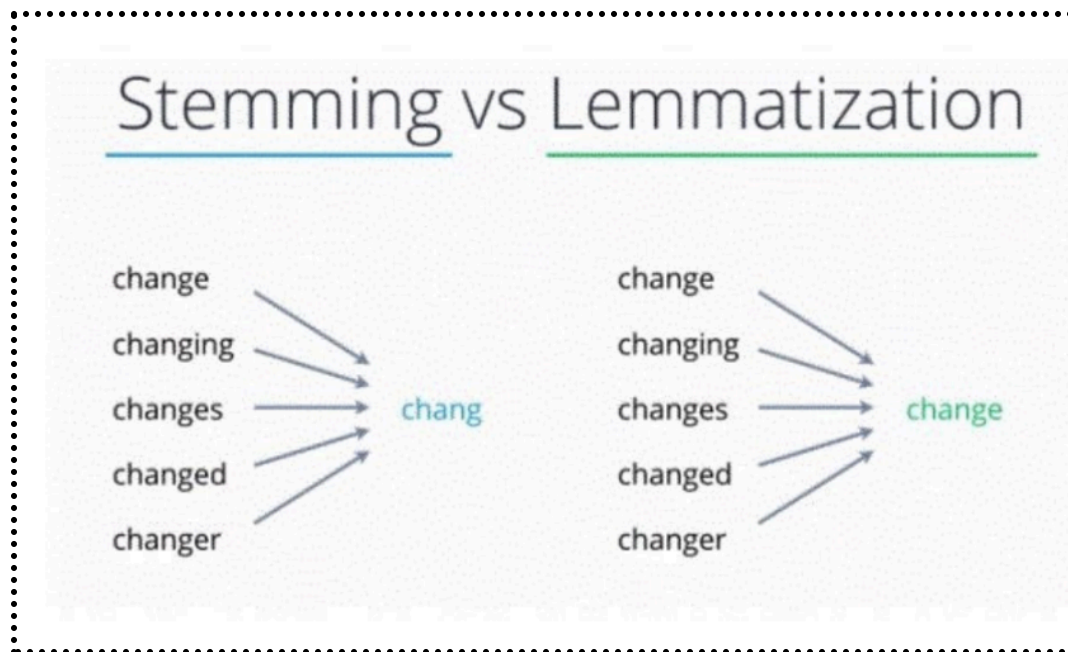 Stemming vs Lemmatization
change
changing
changes
changed
changer
chang
change
changing
changes
changed
changer
change